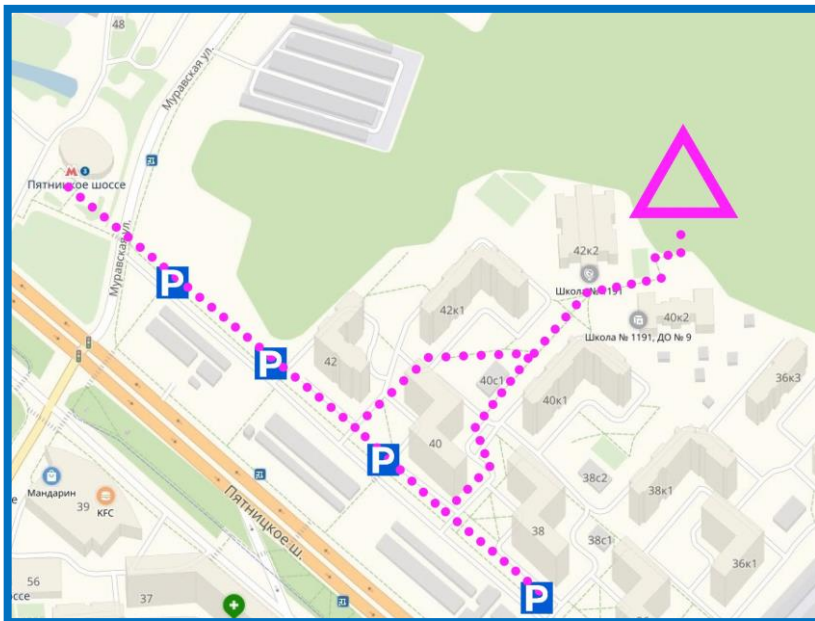 48
Муравская ул.
М
3
Пятницкое шоссе
Муравская ул.
P
42к2
Школа № 1191
42к1
40к2
Школа № 1191, ДО № 9
P
42
40с1
36к3
40к1
40
P
38с2
38к1
Мандарин
39
KFC
Пятницкое ш.
38
38с1
36к1
56
37
P